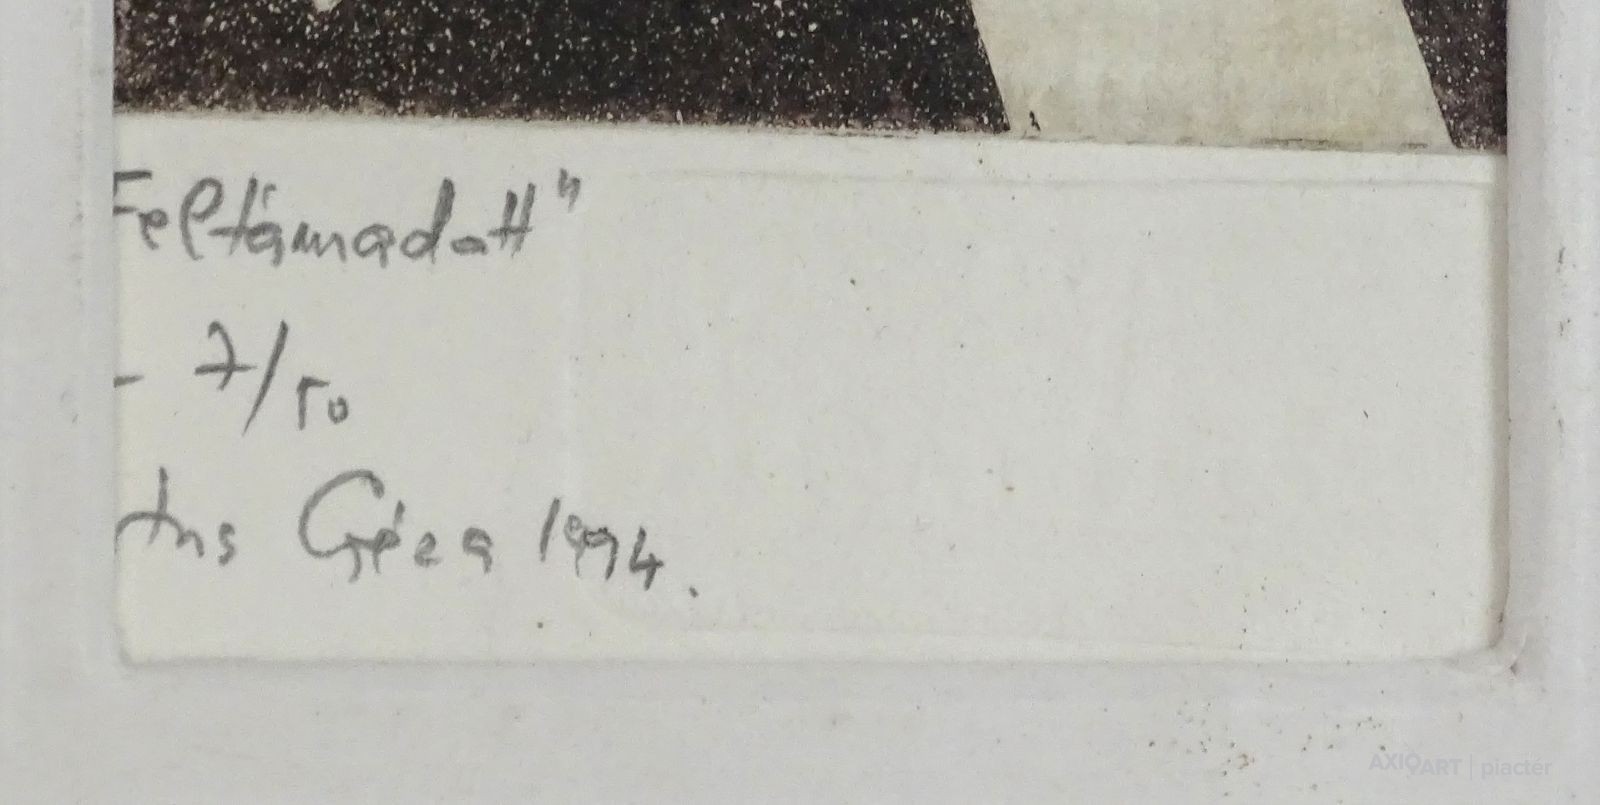 Feltámadott"
- 7/50
Géza 1994.
AXIOART | piactér